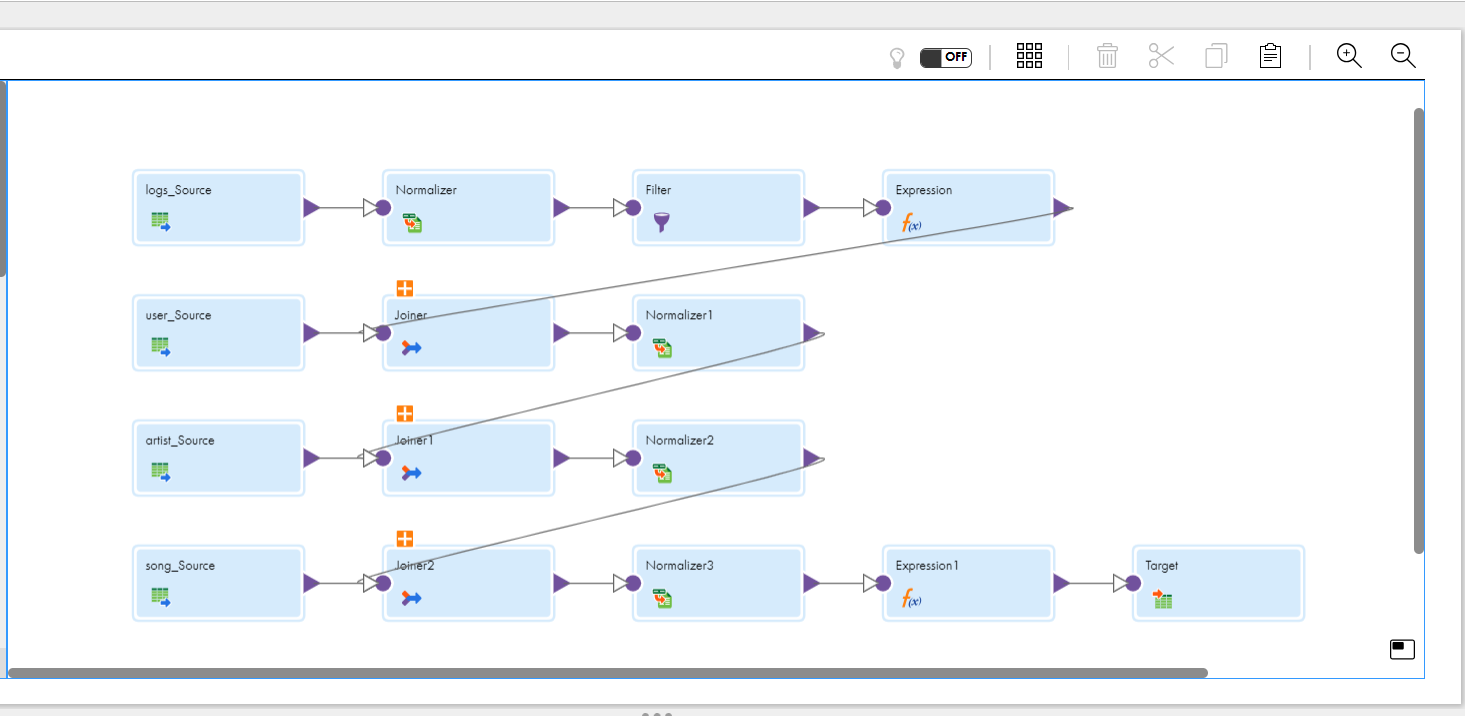 OFF
logs_Source
Normalizer
Filter
Expression
f(x)
user_Source
Joiner
Normalizer1
artist_Source
Joiner1
Normalizer2
song_Source
Joiner2
Normalizer3
Expression1
f(x)
Target